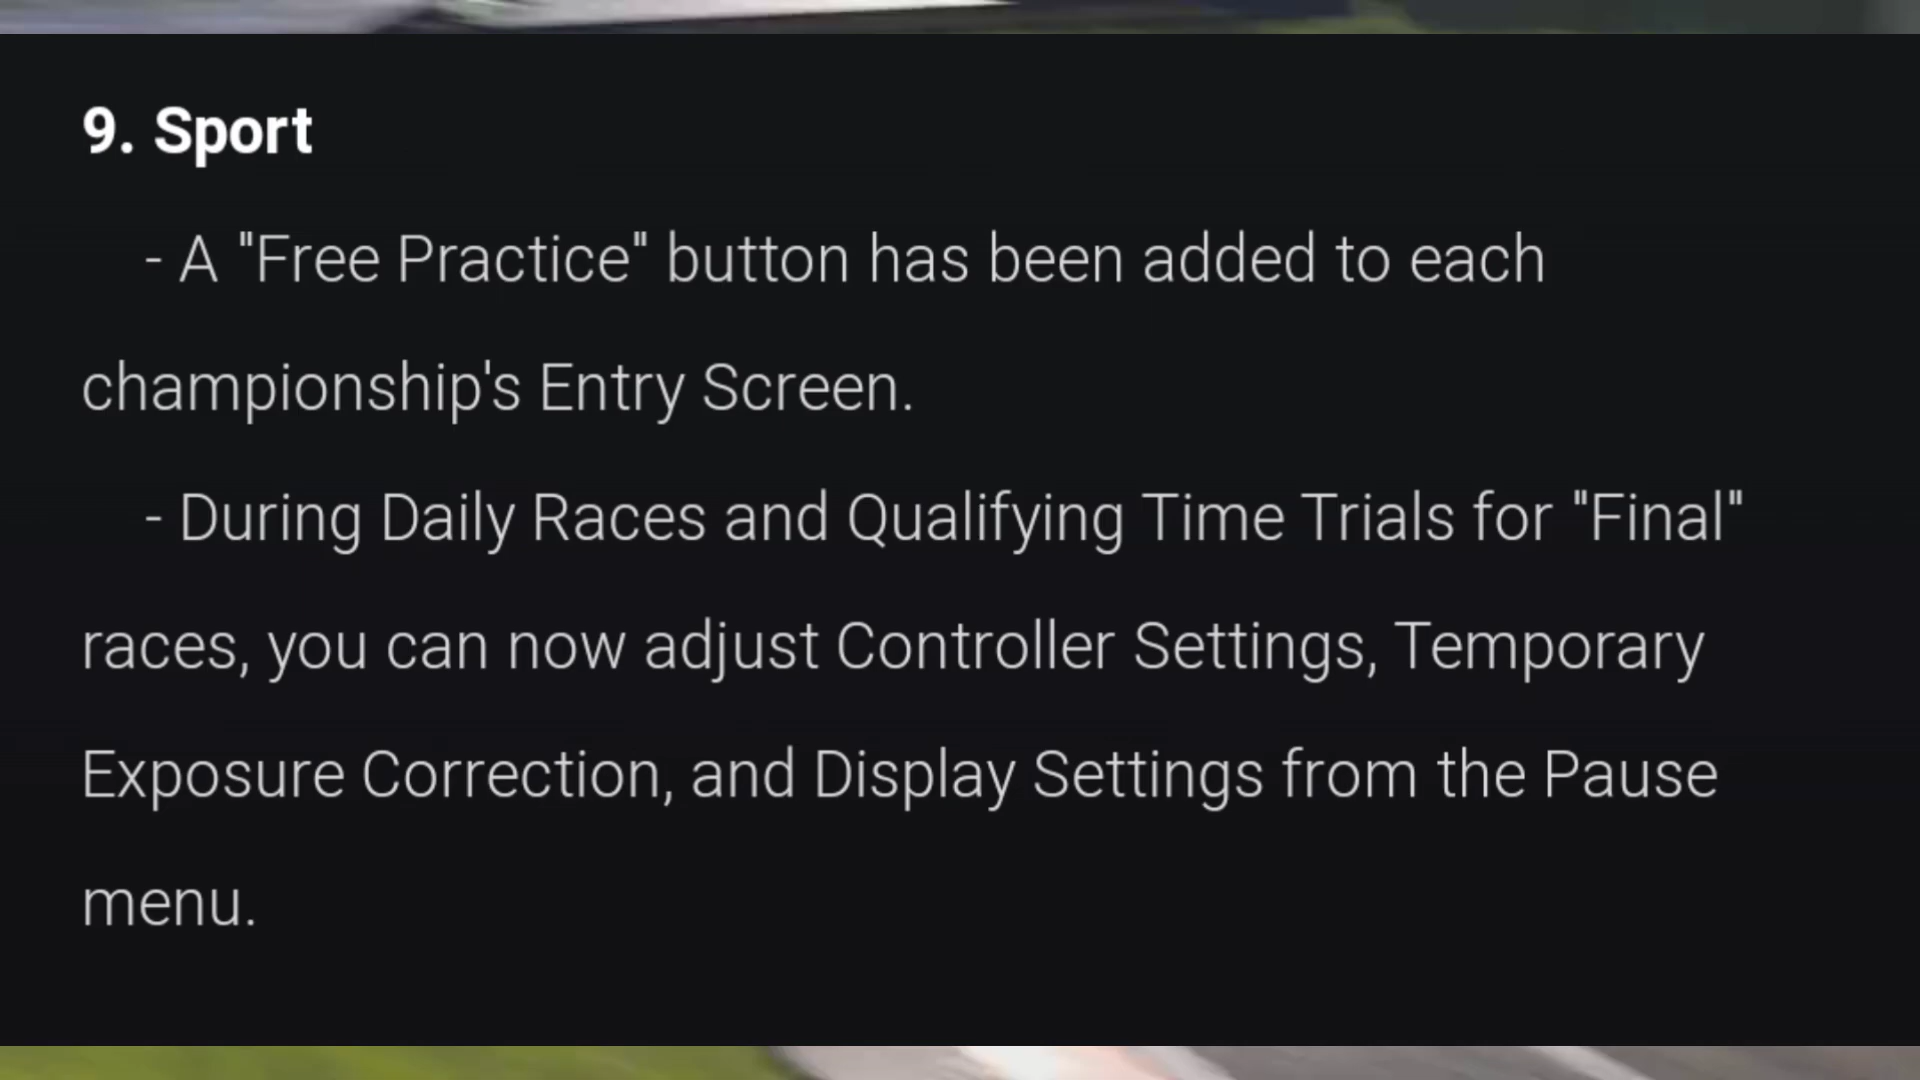 9. Sport
- A "Free Practice" button has been added to each
championship's Entry Screen.
- During Daily Races and Qualifying Time Trials for "Final"
races, you can now adjust Controller Settings, Temporary
Exposure Correction, and Display Settings from the Pause
menu.